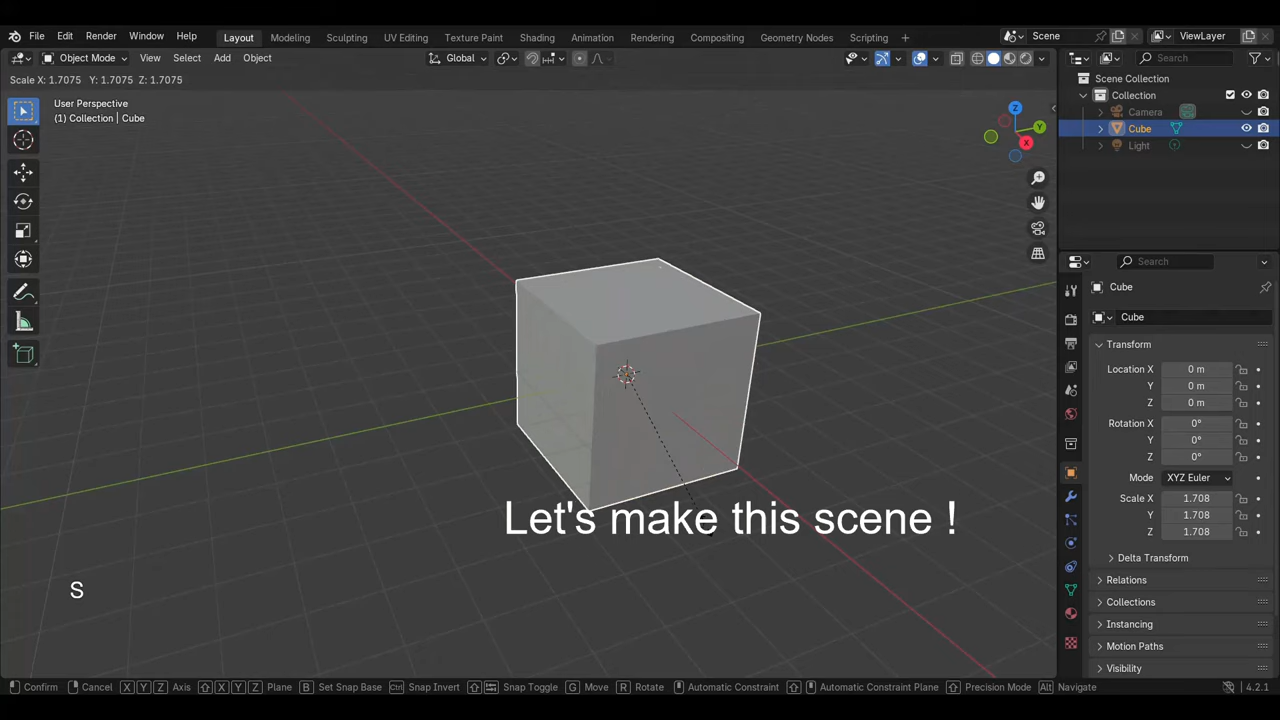 File Edit Render Window Help Layout Modeling Sculpting UV Editing Texture Paint Shading Animation Rendering Compositing Geometry Nodes Scripting + Scene ViewLayer
Object Mode View Select Add Object Global Search
Scale X: 1.7075 Y: 1.7075 Z: 1.7075
Scene Collection
Collection
Camera
Cube
Light
User Perspective
(1) Collection | Cube
Z
Y
X
Search
Cube
Cube
Transform
Location X 0 m
Y 0 m
Z 0 m
Rotation X 0°
Y 0°
Z 0°
Mode XYZ Euler
Scale X 1.708
Y 1.708
Z 1.708
Delta Transform
Relations
Collections
Instancing
Motion Paths
Visibility
Let's make this scene !
S
Confirm Cancel X Y Z Axis X Y Z Plane B Set Snap Base Ctrl Snap Invert Snap Toggle G Move R Rotate Automatic Constraint Automatic Constraint Plane Precision Mode Alt Navigate 4.2.1